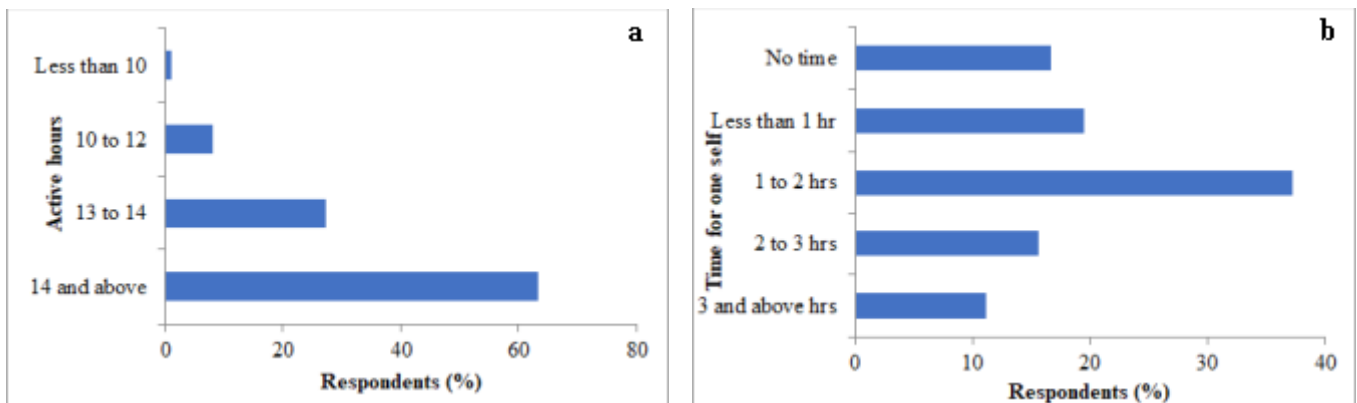 a
Less than 10
10 to 12
13 to 14
14 and above
Active hours
0 20 40 60 80
Respondents (%)
b
No time
Less than 1 hr
1 to 2 hrs
2 to 3 hrs
3 and above hrs
Time for one self
0 10 20 30 40
Respondents (%)